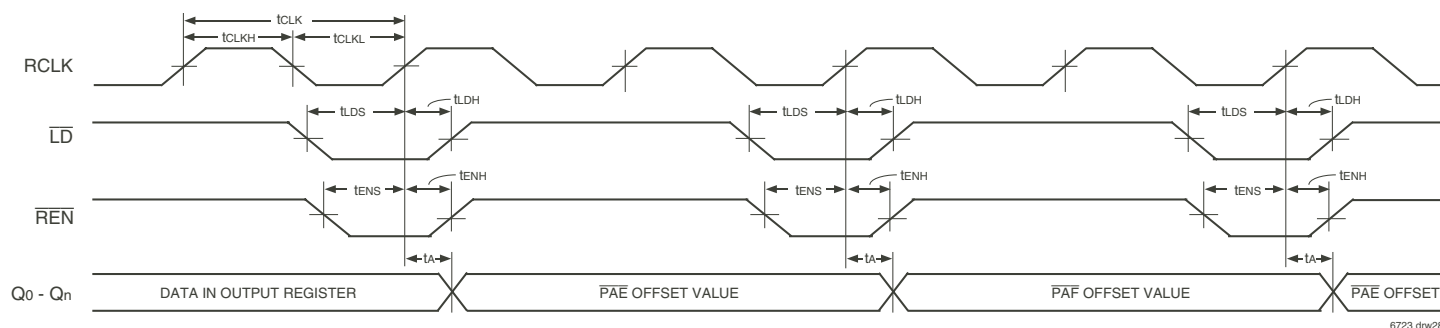 tCLK
tCLKH tCLKL
RCLK
tLDS tLDH tLDS tLDH tLDS tLDH
LD
tENS tENH tENS tENH tENS tENH
REN
tA tA tA
Q0 - Qn DATA IN OUTPUT REGISTER PAE OFFSET VALUE PAF OFFSET VALUE PAE OFFSET
6723 drw28